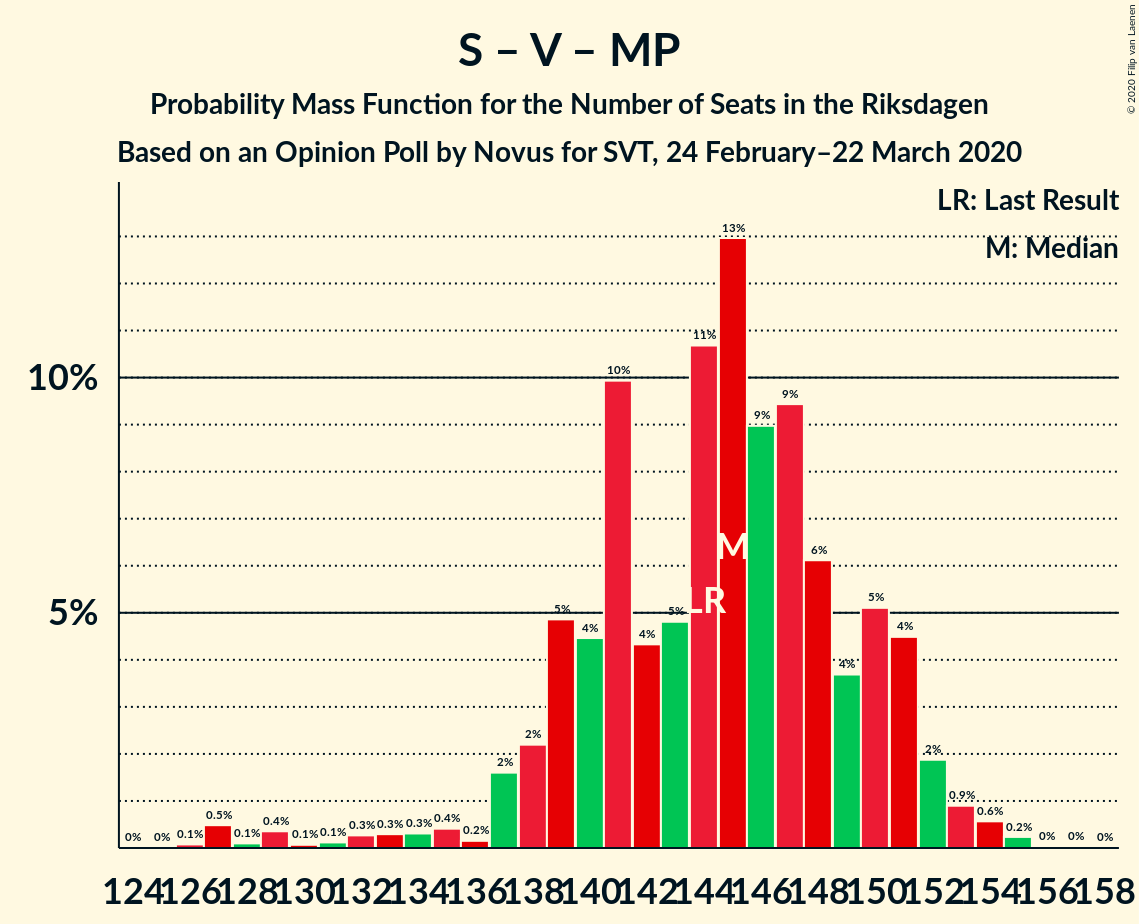 S – V – MP
Probability Mass Function for the Number of Seats in the Riksdagen
Based on an Opinion Poll by Novus for SVT, 24 February–22 March 2020
© 2020 Filip van Laenen
LR: Last Result
M: Median
10%
5%
0% 0% 0.1% 0.5% 0.1% 0.4% 0.1% 0.1% 0.3% 0.3% 0.3% 0.4% 0.2% 2% 2% 5% 4% 10% 4% 5% 11% 13% 9% 9% 6% 4% 5% 4% 2% 0.9% 0.6% 0.2% 0% 0% 0%
M
LR
124 126 128 130 132 134 136 138 140 142 144 146 148 150 152 154 156 158